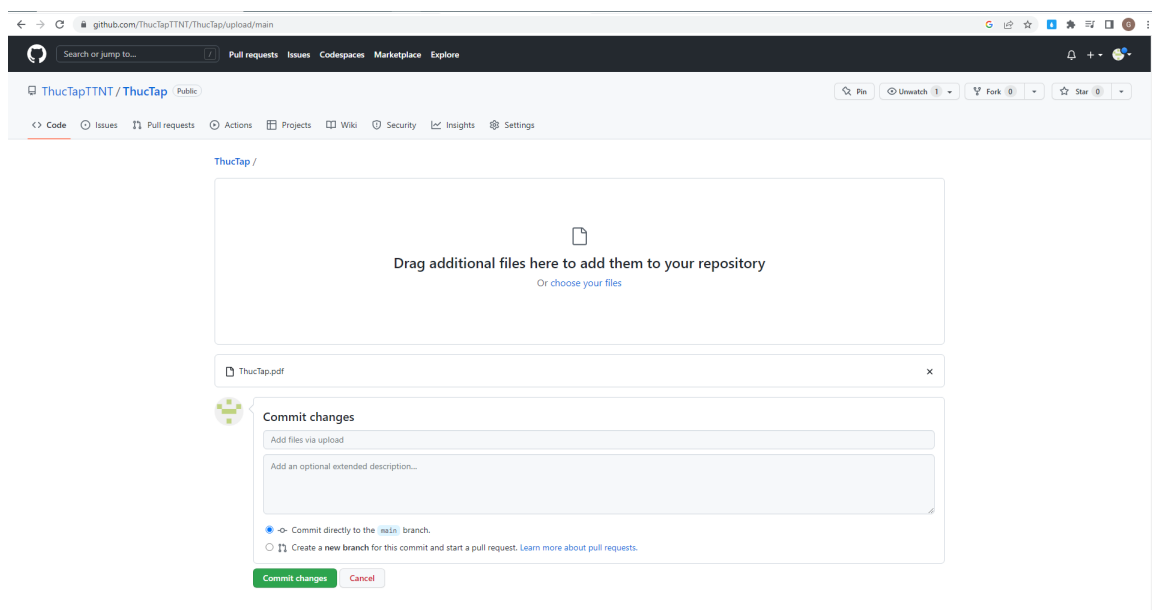 github.com/ThucTapTTNT/ThucTap/upload/main
G
Search or jump to... / Pull requests Issues Codespaces Marketplace Explore
ThucTapTTNT / ThucTap Public
Pin Unwatch 1 Fork 0 Star 0
Code Issues Pull requests Actions Projects Wiki Security Insights Settings
ThucTap /
Drag additional files here to add them to your repository
Or choose your files
ThucTap.pdf
Commit changes
Add files via upload
Add an optional extended description...
Commit directly to the main branch.
Create a new branch for this commit and start a pull request. Learn more about pull requests.
Commit changes Cancel